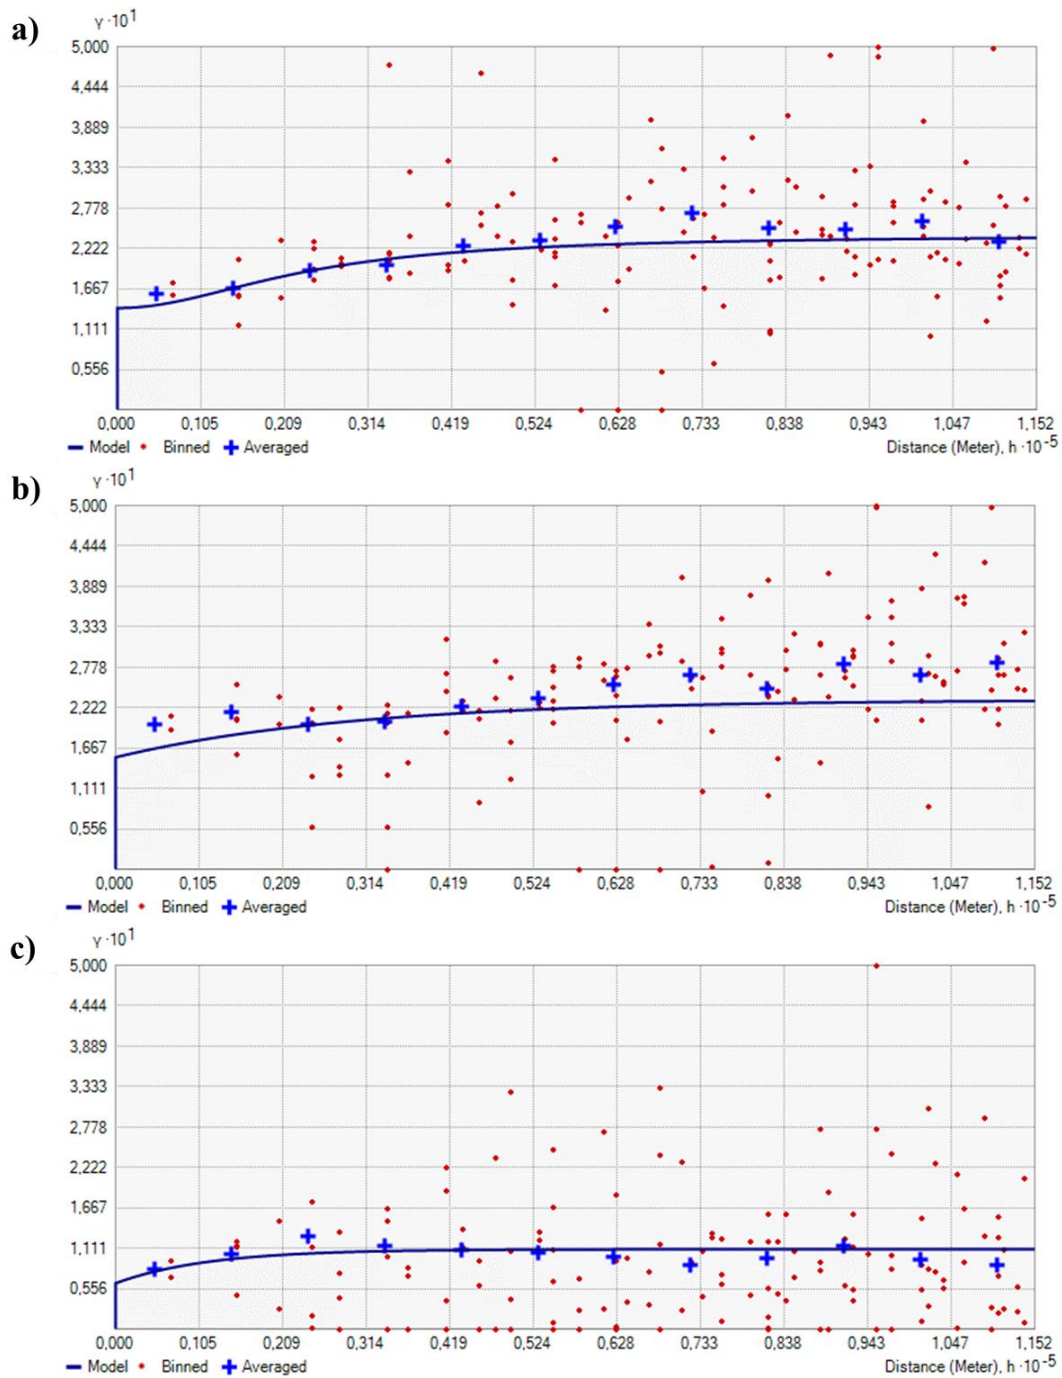 a)
γ · 10¹
5,000
4,444
3,889
3,333
2,778
2,222
1,667
1,111
0,556
0,000 0,105 0,209 0,314 0,419 0,524 0,628 0,733 0,838 0,943 1,047 1,152
Model Binned Averaged Distance (Meter), h · 10⁻⁵
b)
γ · 10¹
5,000
4,444
3,889
3,333
2,778
2,222
1,667
1,111
0,556
0,000 0,105 0,209 0,314 0,419 0,524 0,628 0,733 0,838 0,943 1,047 1,152
Model Binned Averaged Distance (Meter), h · 10⁻⁵
c)
γ · 10¹
5,000
4,444
3,889
3,333
2,778
2,222
1,667
1,111
0,556
0,000 0,105 0,209 0,314 0,419 0,524 0,628 0,733 0,838 0,943 1,047 1,152
Model Binned Averaged Distance (Meter), h · 10⁻⁵